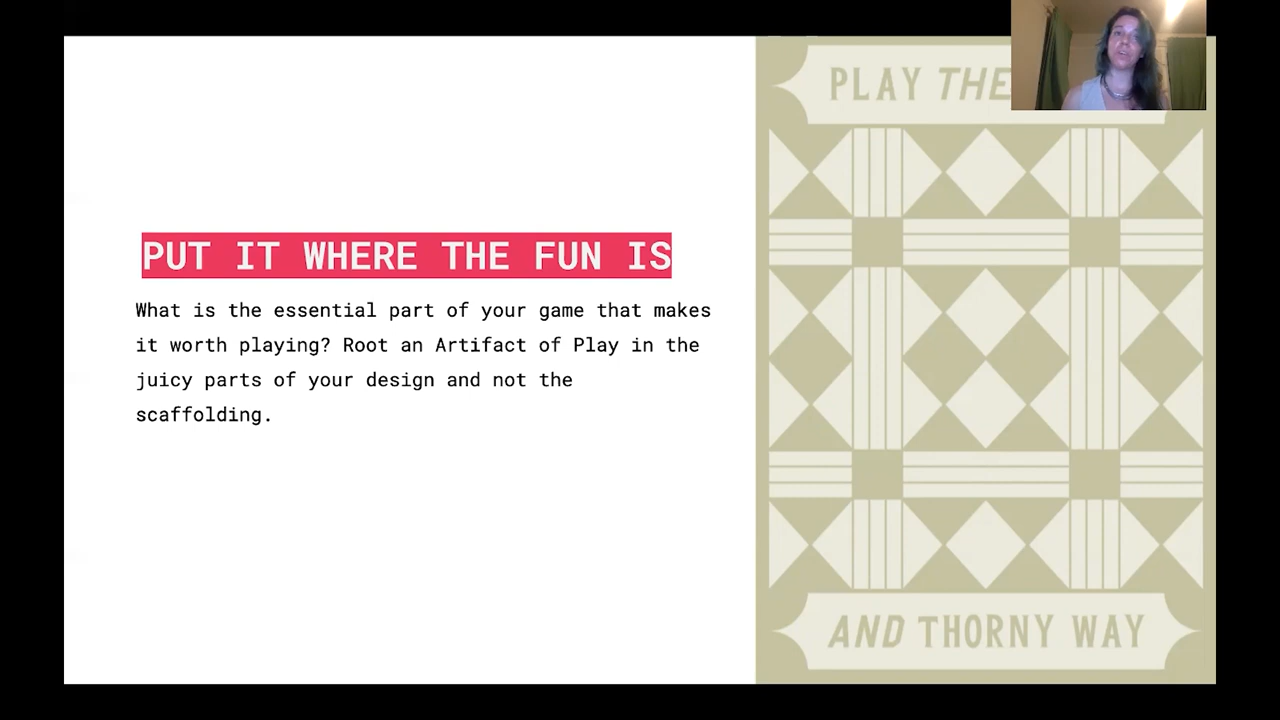 PLAY THE
PUT IT WHERE THE FUN IS
What is the essential part of your game that makes
it worth playing? Root an Artifact of Play in the
juicy parts of your design and not the
scaffolding.
AND THORNY WAY